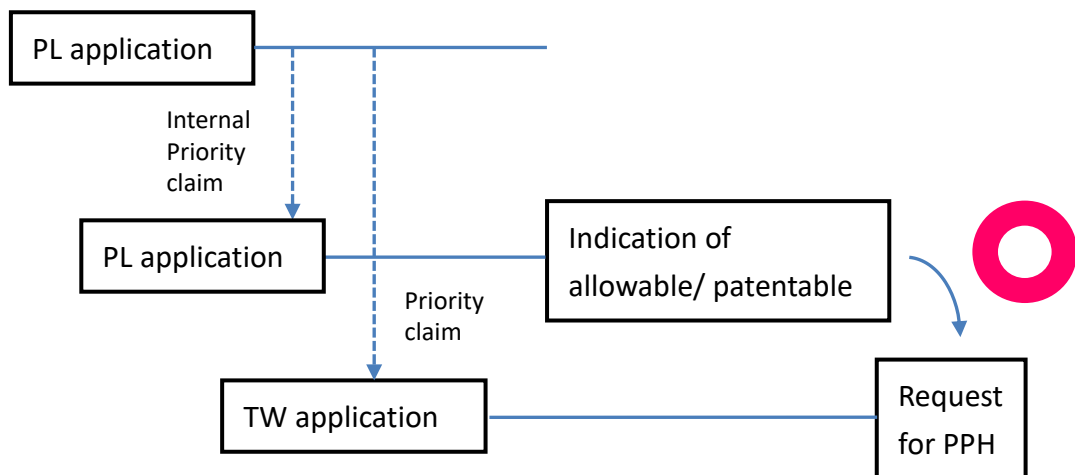 PL application
Internal
Priority
claim
PL application
Indication of
allowable/ patentable
Priority
claim
TW application
Request
for PPH